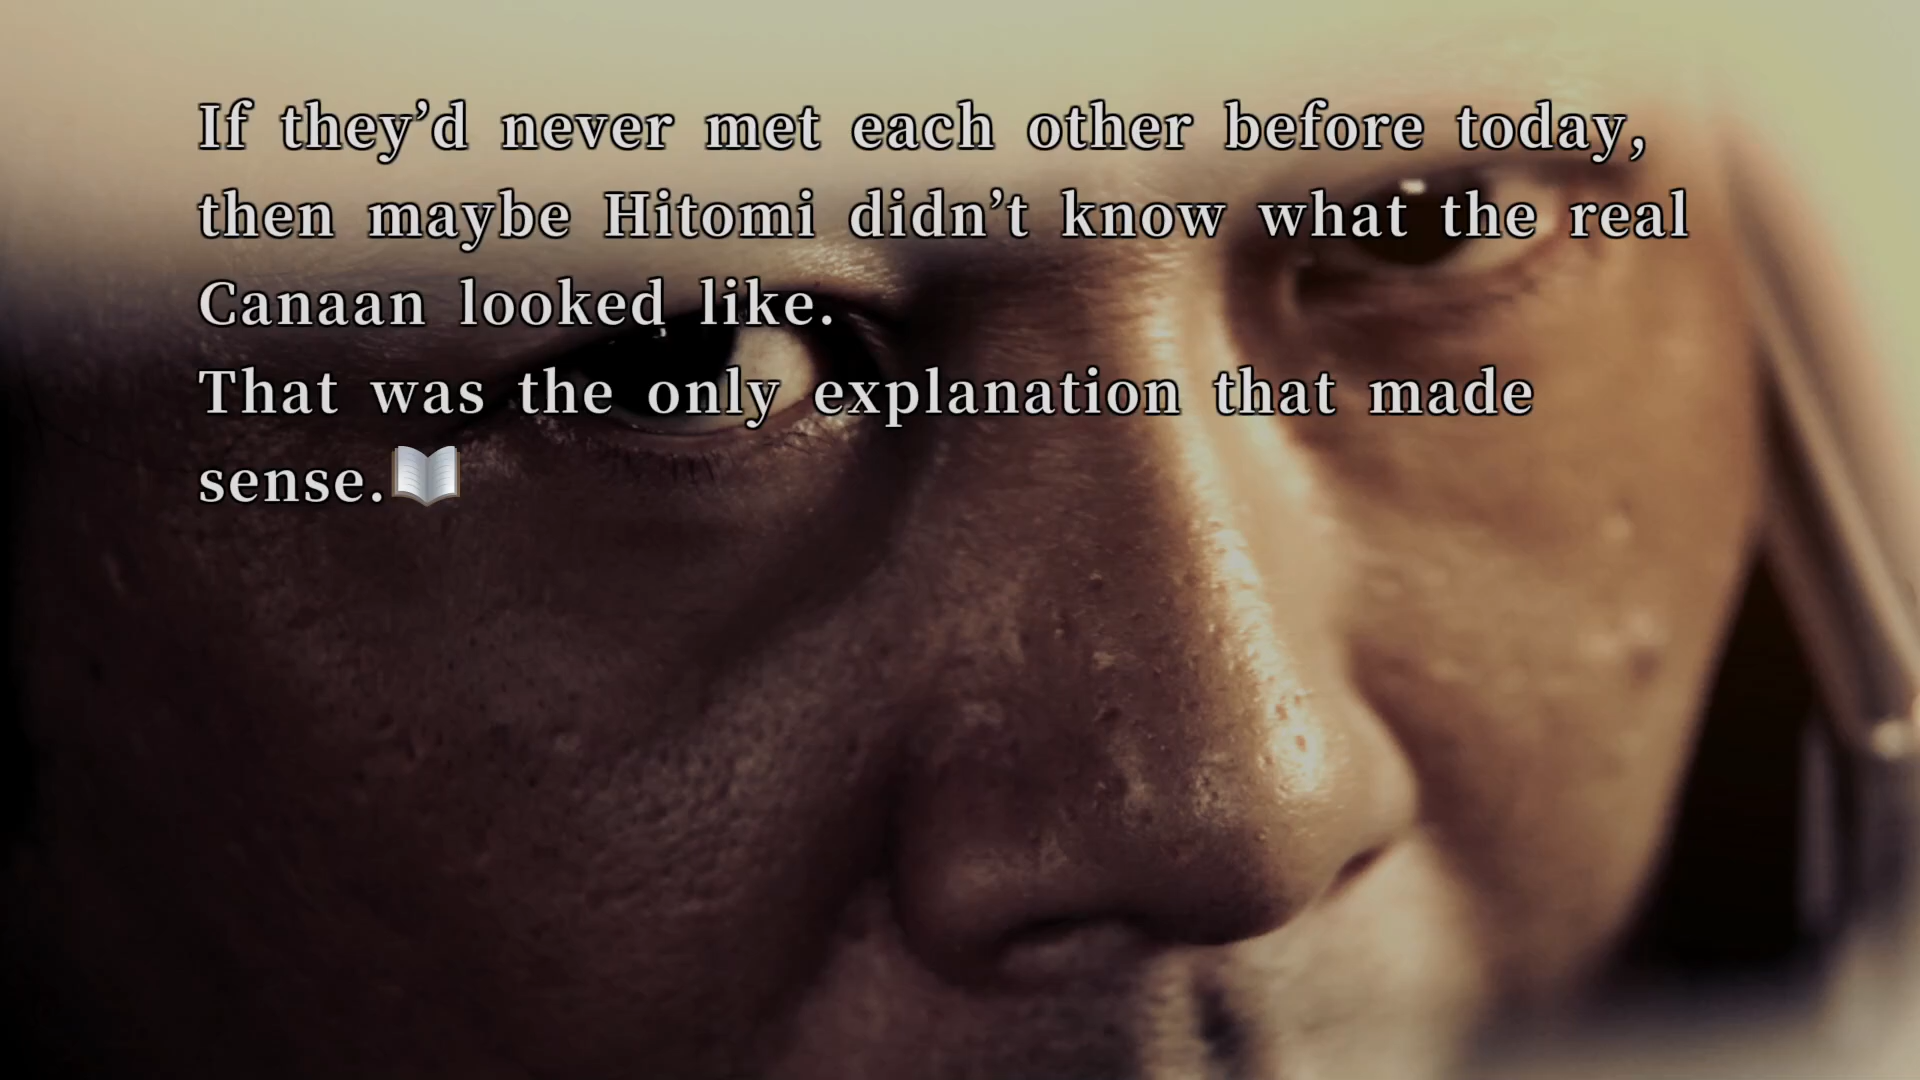 If they’d never met each other before today,
then maybe Hitomi didn’t know what the real
Canaan looked like.
That was the only explanation that made
sense.